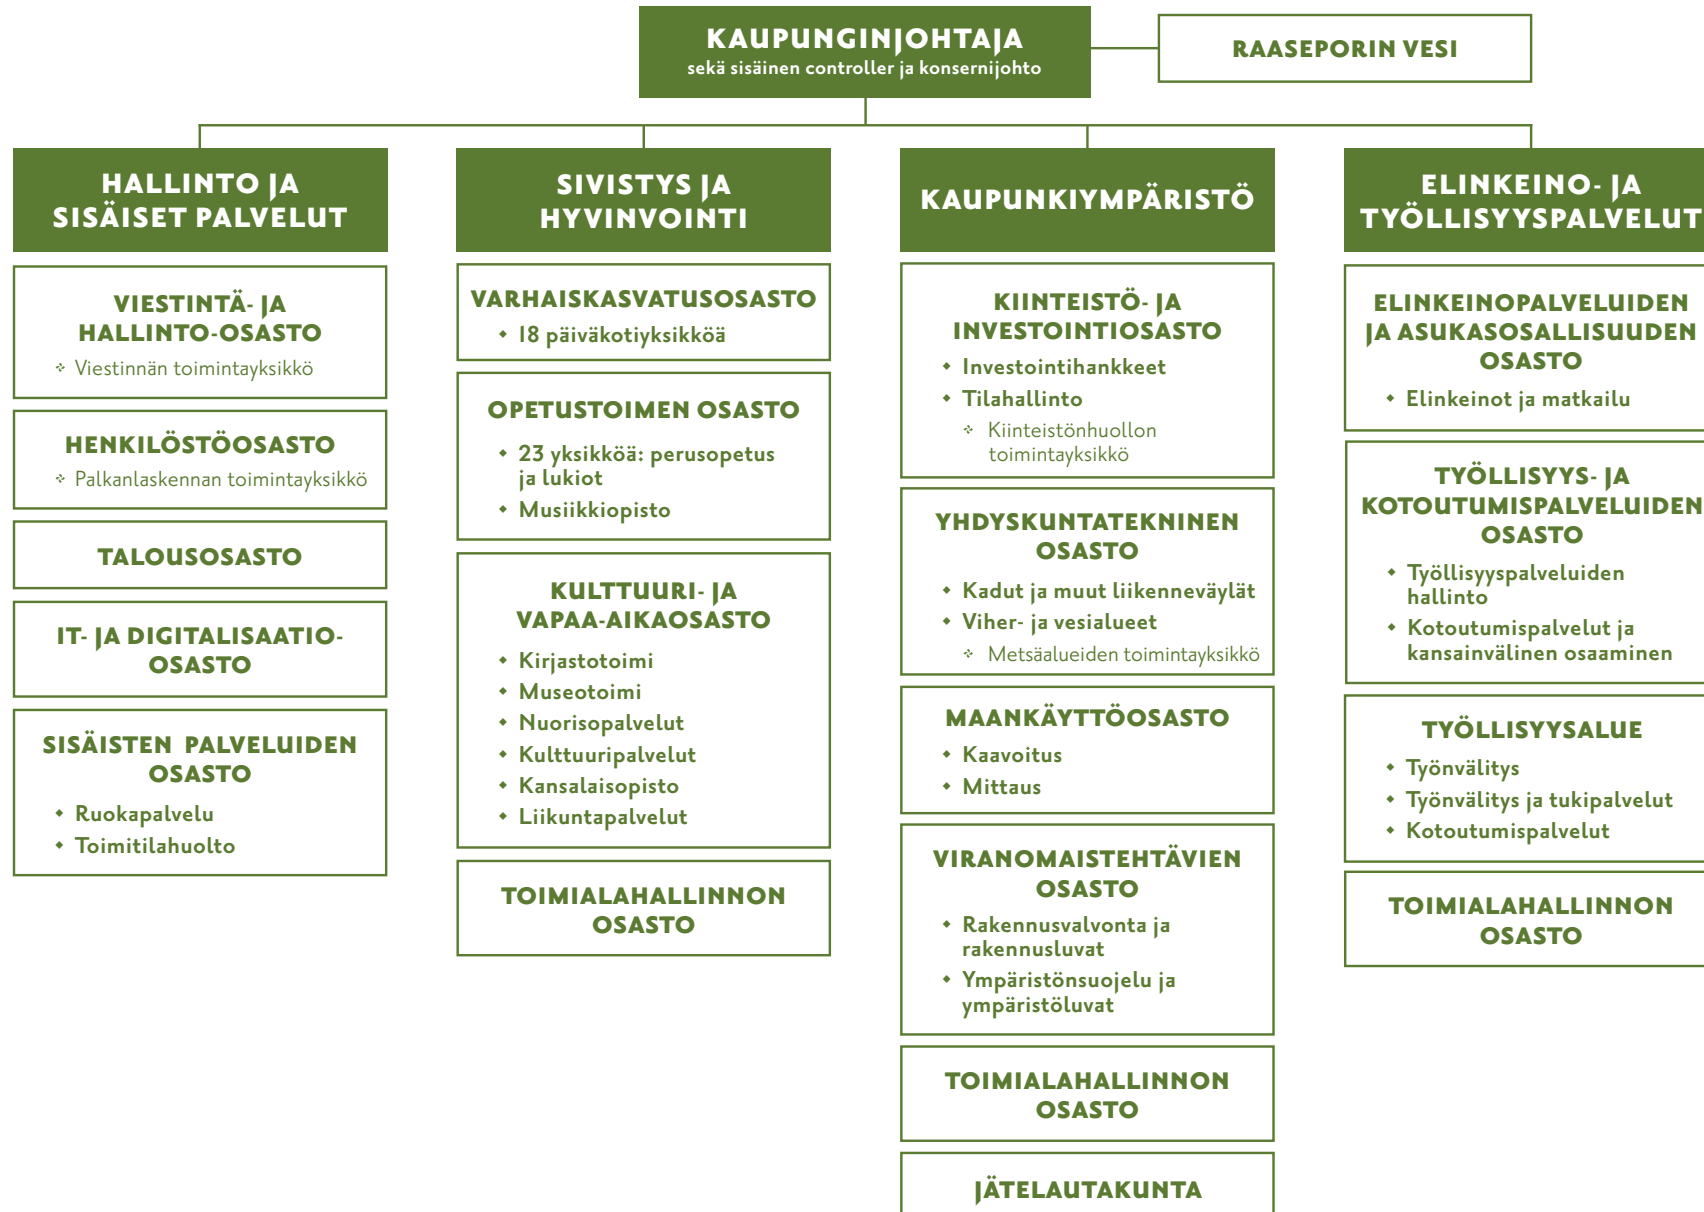 KAUPUNGINJOHTAJA
sekä sisäinen controller ja konsernijohto
RAASEPORIN VESI
HALLINTO JA
SISÄISET PALVELUT
VIESTINTÄ- JA
HALLINTO-OSASTO
Viestinnän toimintayksikkö
HENKILÖSTÖOSASTO
Palkanlaskennan toimintayksikkö
TALOUSOSASTO
IT- JA DIGITALISAATIO-
OSASTO
SISÄISTEN PALVELUIDEN
OSASTO
Ruokapalvelu
Toimitilahuolto
SIVISTYS JA
HYVINVOINTI
VARHAISKASVATUSOSASTO
18 päiväkotiyksikköä
OPETUSTOIMEN OSASTO
23 yksikköä: perusopetus
ja lukiot
Musiikkiopisto
KULTTUURI- JA
VAPAA-AIKAOSASTO
Kirjastotoimi
Museotoimi
Nuorisopalvelut
Kulttuuripalvelut
Kansalaisopisto
Liikuntapalvelut
TOIMIALAHALLINNON
OSASTO
KAUPUNKIYMPÄRISTÖ
KIINTEISTÖ- JA
INVESTOINTIOSASTO
Investointihankkeet
Tilahallinto
Kiinteistönhuollon
toimintayksikkö
YHDYSKUNTATEKNINEN
OSASTO
Kadut ja muut liikenneväylät
Viher- ja vesialueet
Metsäalueiden toimintayksikkö
MAANKÄYTTÖOSASTO
Kaavoitus
Mittaus
VIRANOMAISTEHTÄVIEN
OSASTO
Rakennusvalvonta ja
rakennusluvat
Ympäristönsuojelu ja
ympäristöluvat
TOIMIALAHALLINNON
OSASTO
JÄTELAUTAKUNTA
ELINKEINO- JA
TYÖLLISYYSPALVELUT
ELINKEINOPALVELUIDEN
JA ASUKASOSALLISUUDEN
OSASTO
Elinkeinot ja matkailu
TYÖLLISYYS- JA
KOTOUTUMISPALVELUIDEN
OSASTO
Työllisyyspalveluiden
hallinto
Kotoutumispalvelut ja
kansainvälinen osaaminen
TYÖLLISYYSALUE
Työnvälitys
Työnvälitys ja tukipalvelut
Kotoutumispalvelut
TOIMIALAHALLINNON
OSASTO